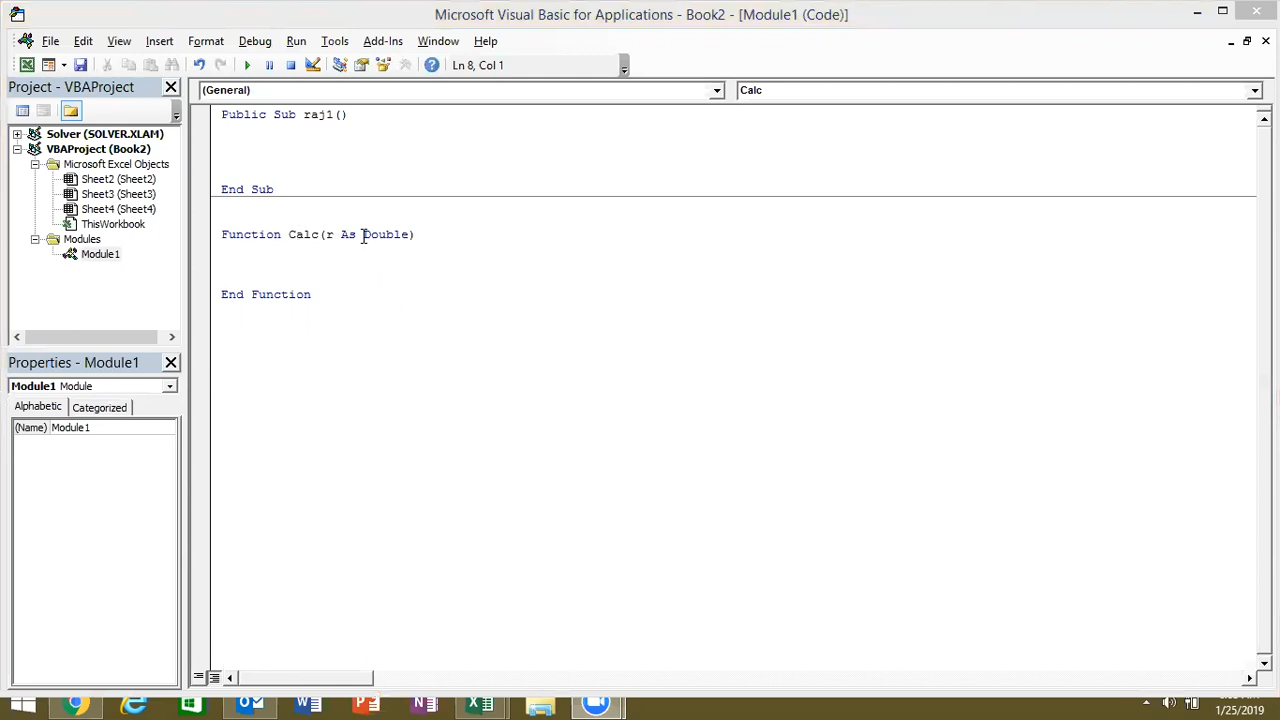 Microsoft Visual Basic for Applications - Book2 - [Module1 (Code)]
File Edit View Insert Format Debug Run Tools Add-Ins Window Help
Ln 8, Col 1
Project - VBAProject
(General)
Calc
Solver (SOLVER.XLAM)
VBAProject (Book2)
Microsoft Excel Objects
Sheet2 (Sheet2)
Sheet3 (Sheet3)
Sheet4 (Sheet4)
ThisWorkbook
Modules
Module1
Public Sub raj1()
End Sub
Function Calc(r As Double)
End Function
Properties - Module1
Module1 Module
Alphabetic Categorized
(Name) Module1
1/25/2019